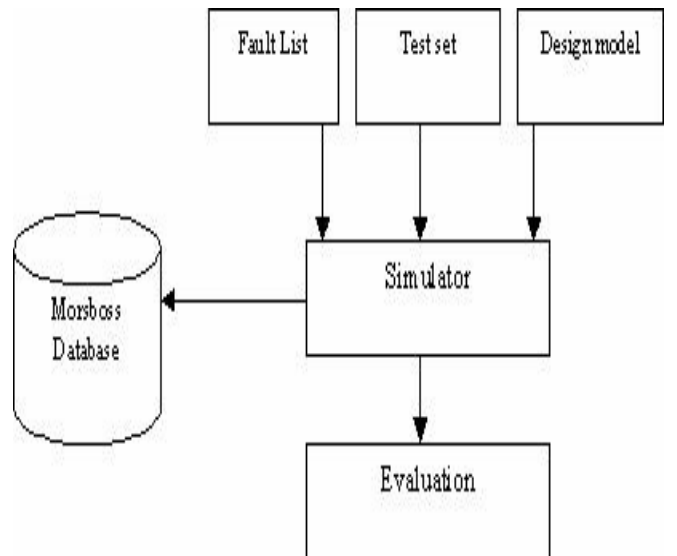 Fault List
Test set
Design model
Simulator
Morsboss
Database
Evaluation